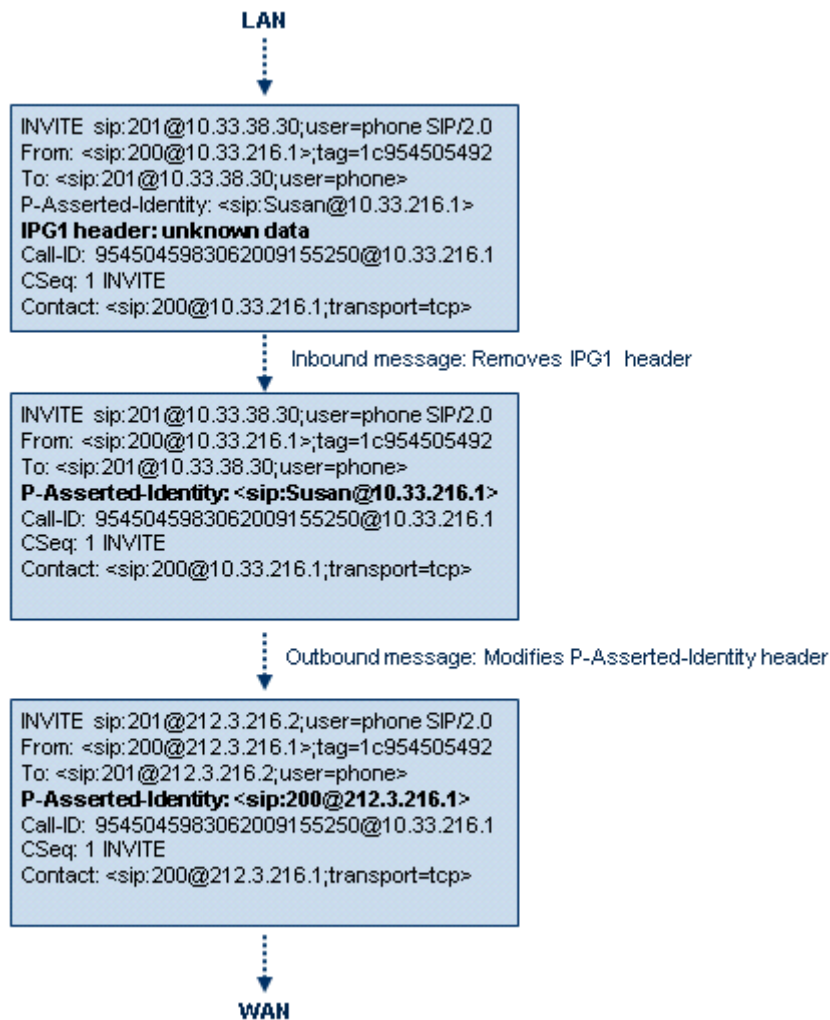 LAN
INVITE sip:201@10.33.38.30;user=phone SIP/2.0
From: <sip:200@10.33.216.1>;tag=1c954505492
To: <sip:201@10.33.38.30;user=phone>
P-Asserted-Identity: <sip:Susan@10.33.216.1>
IPG1 header: unknown data
Call-ID: 9545045983062009155250@10.33.216.1
CSeq: 1 INVITE
Contact: <sip:200@10.33.216.1;transport=tcp>
Inbound message: Removes IPG1 header
INVITE sip:201@10.33.38.30;user=phone SIP/2.0
From: <sip:200@10.33.216.1>;tag=1c954505492
To: <sip:201@10.33.38.30;user=phone>
P-Asserted-Identity: <sip:Susan@10.33.216.1>
Call-ID: 9545045983062009155250@10.33.216.1
CSeq: 1 INVITE
Contact: <sip:200@10.33.216.1;transport=tcp>
Outbound message: Modifies P-Asserted-Identity header
INVITE sip:201@212.3.216.2;user=phone SIP/2.0
From: <sip:200@212.3.216.1>;tag=1c954505492
To: <sip:201@212.3.216.2;user=phone>
P-Asserted-Identity: <sip:200@212.3.216.1>
Call-ID: 9545045983062009155250@10.33.216.1
CSeq: 1 INVITE
Contact: <sip:200@212.3.216.1;transport=tcp>
WAN